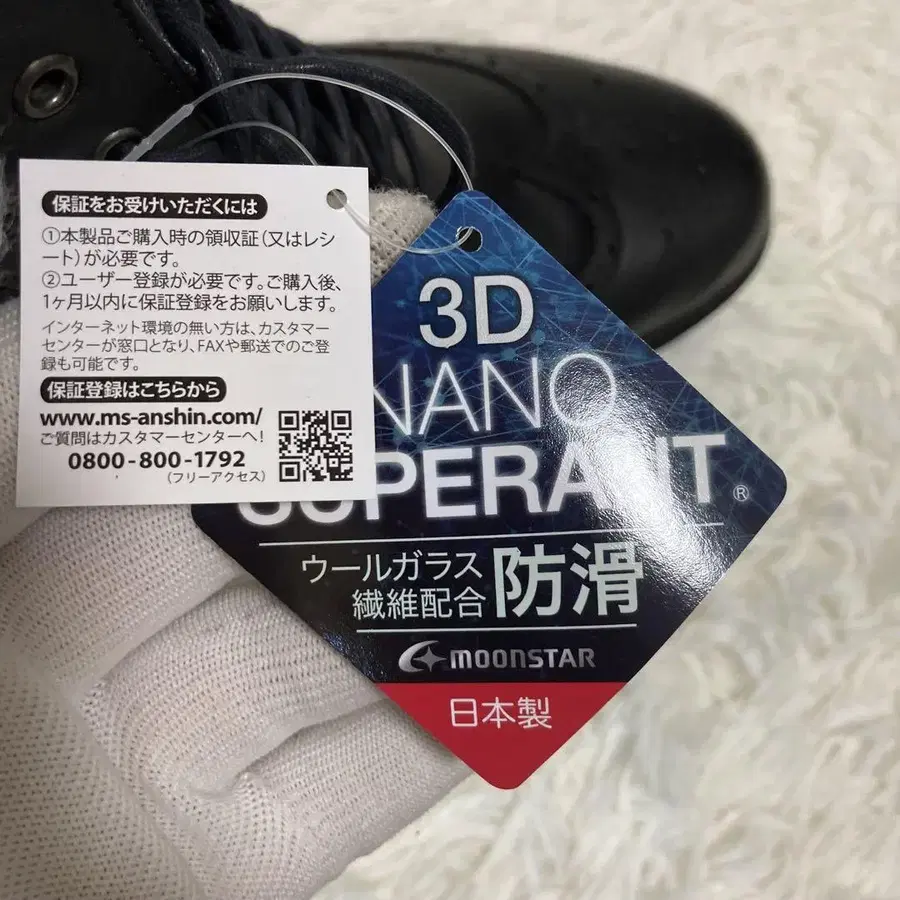 保証をお受けいただくには
①本製品ご購入時の領収証(又はレシ
ート)が必要です。
②ユーザー登録が必要です。ご購入後、
1ヶ月以内に保証登録をお願いします。
インターネット環境の無い方は、カスタマー
センターが窓口となり、FAXや郵送でのご登
録も可能です。
保証登録はこちらから
www.ms-anshin.com/
ご質問はカスタマーセンターへ!
0800-800-1792
(フリーアクセス)
3D
NANO
SUPERANT®
ウールガラス
繊維配合
防滑
MOONSTAR
日本製